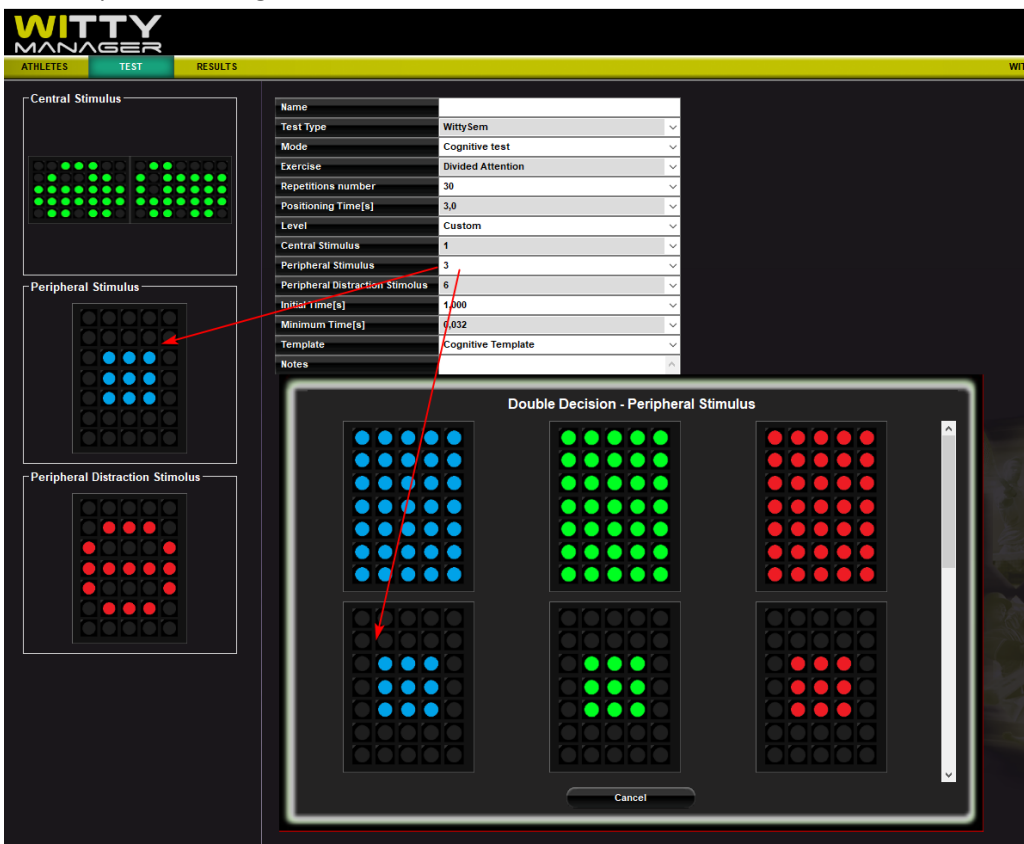 WITTY
MANAGER
ATHLETES TEST RESULTS WIT
Central Stimulus
Peripheral Stimulus
Peripheral Distraction Stimolus
Name
Test Type WittySem
Mode Cognitive test
Exercise Divided Attention
Repetitions number 30
Positioning Time[s] 3,0
Level Custom
Central Stimulus 1
Peripheral Stimulus 3
Peripheral Distraction Stimolus 6
Initial Time[s] 1,000
Minimum Time[s] 0,032
Template Cognitive Template
Notes
Double Decision - Peripheral Stimulus
Cancel